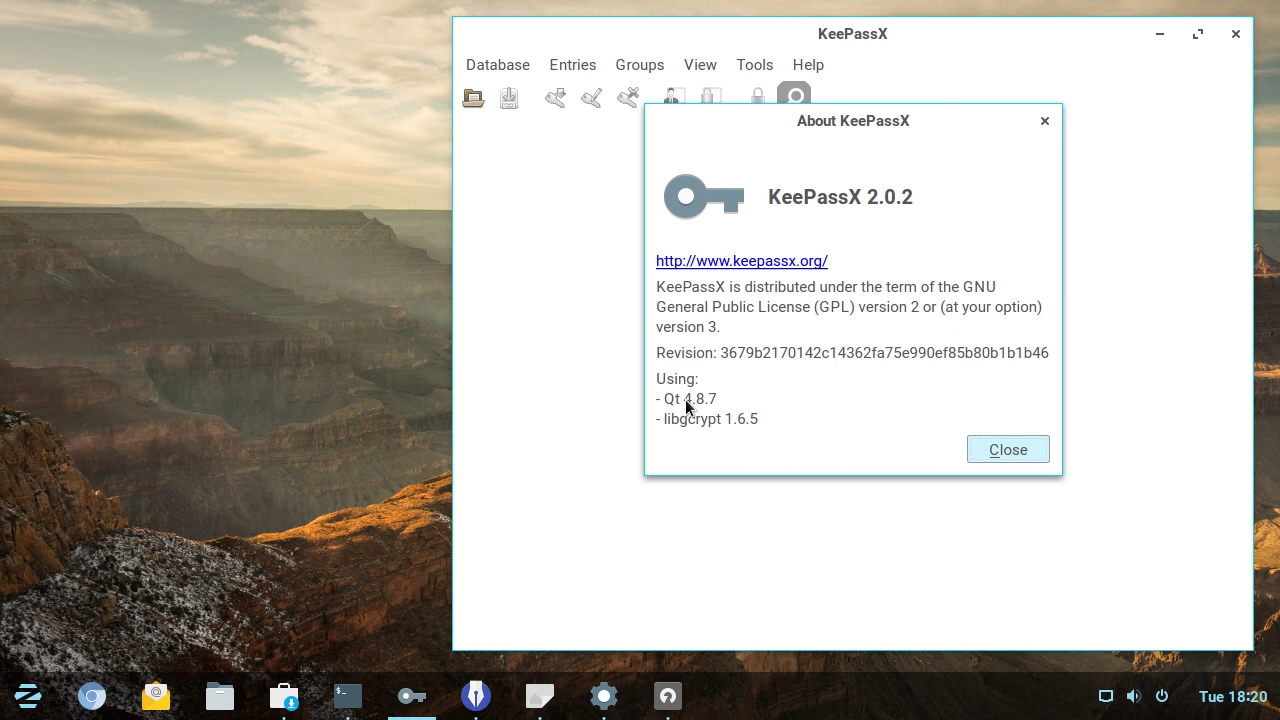 KeePassX
Database Entries Groups View Tools Help
About KeePassX
KeePassX 2.0.2
http://www.keepassx.org/
KeePassX is distributed under the term of the GNU
General Public License (GPL) version 2 or (at your option)
version 3.
Revision: 3679b2170142c14362fa75e990ef85b80b1b1b46
Using:
- Qt 4.8.7
- libgcrypt 1.6.5
Close
Tue 18:20